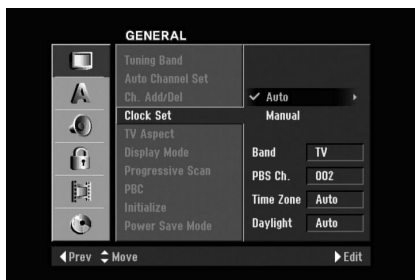 GENERAL
Tuning Band
Auto Channel Set
Ch. Add/Del
Clock Set
TV Aspect
Display Mode
Progressive Scan
PBC
Initialize
Power Save Mode
Auto
Manual
Band TV
PBS Ch. 002
Time Zone Auto
Daylight Auto
Prev Move Edit